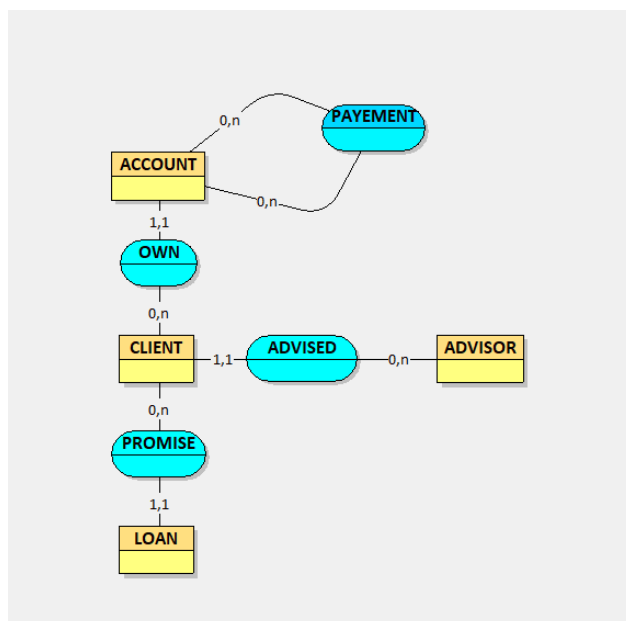 PAYEMENT
0,n
ACCOUNT
0,n
1,1
OWN
0,n
CLIENT
1,1
ADVISED
0,n
ADVISOR
0,n
PROMISE
1,1
LOAN